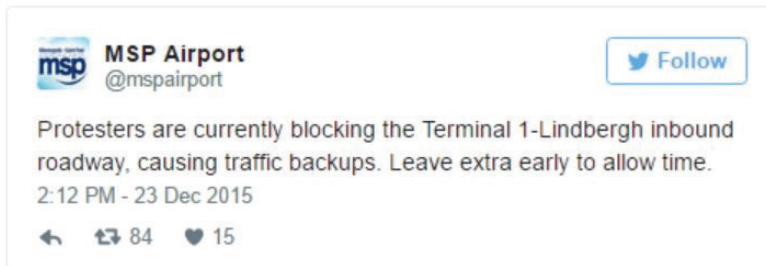 msp
MSP Airport
@mspairport
Follow
Protesters are currently blocking the Terminal 1-Lindbergh inbound
roadway, causing traffic backups. Leave extra early to allow time.
2:12 PM - 23 Dec 2015
84 15